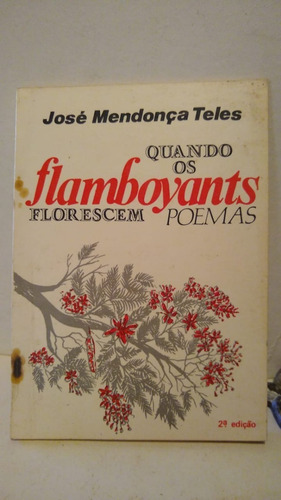 José Mendonça Teles
QUANDO
OS
flamboyants
FLORESCEM POEMAS
2ª edição